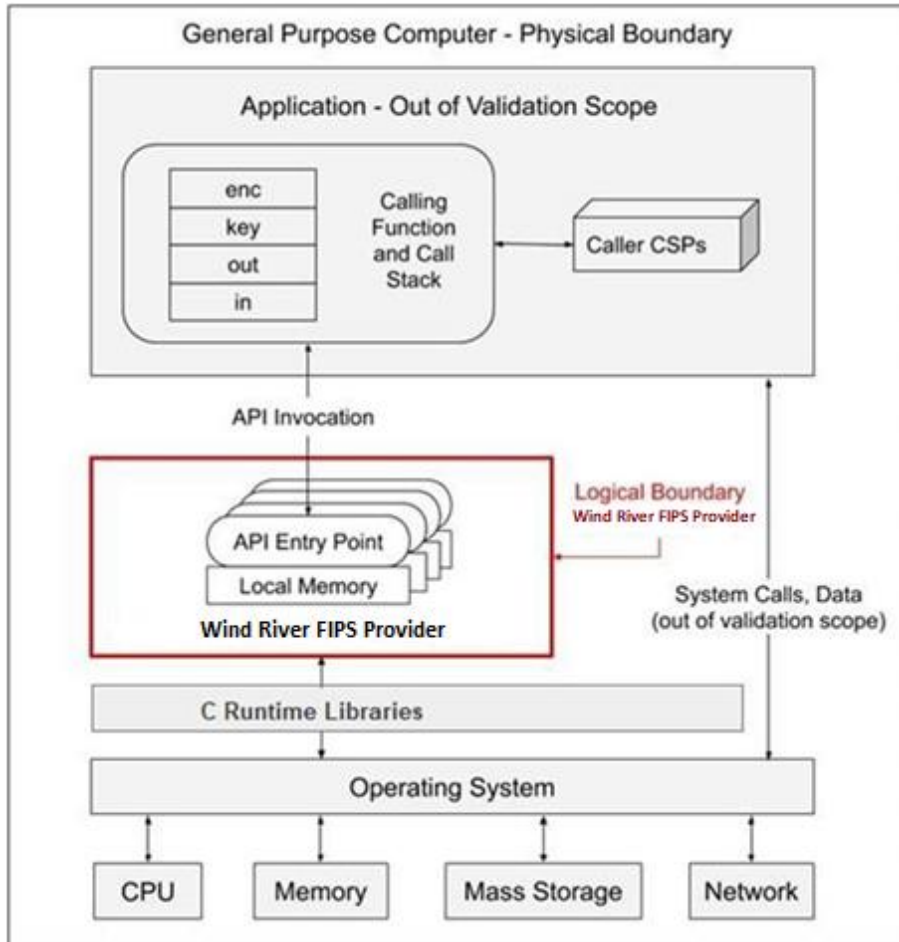 General Purpose Computer - Physical Boundary
Application - Out of Validation Scope
enc
key
out
in
Calling
Function
and Call
Stack
Caller CSPs
API Invocation
Logical Boundary
Wind River FIPS Provider
API Entry Point
Local Memory
Wind River FIPS Provider
System Calls, Data
(out of validation scope)
C Runtime Libraries
Operating System
CPU
Memory
Mass Storage
Network